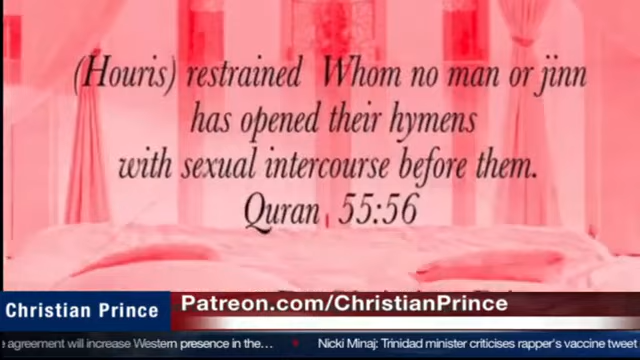 (Houris) restrained Whom no man or jinn
has opened their hymens
with sexual intercourse before them.
Quran 55:56
Christian Prince
Patreon.com/ChristianPrince
agreement will increase Western presence in the... Nicki Minaj: Trinidad minister criticises rapper's vaccine tweet